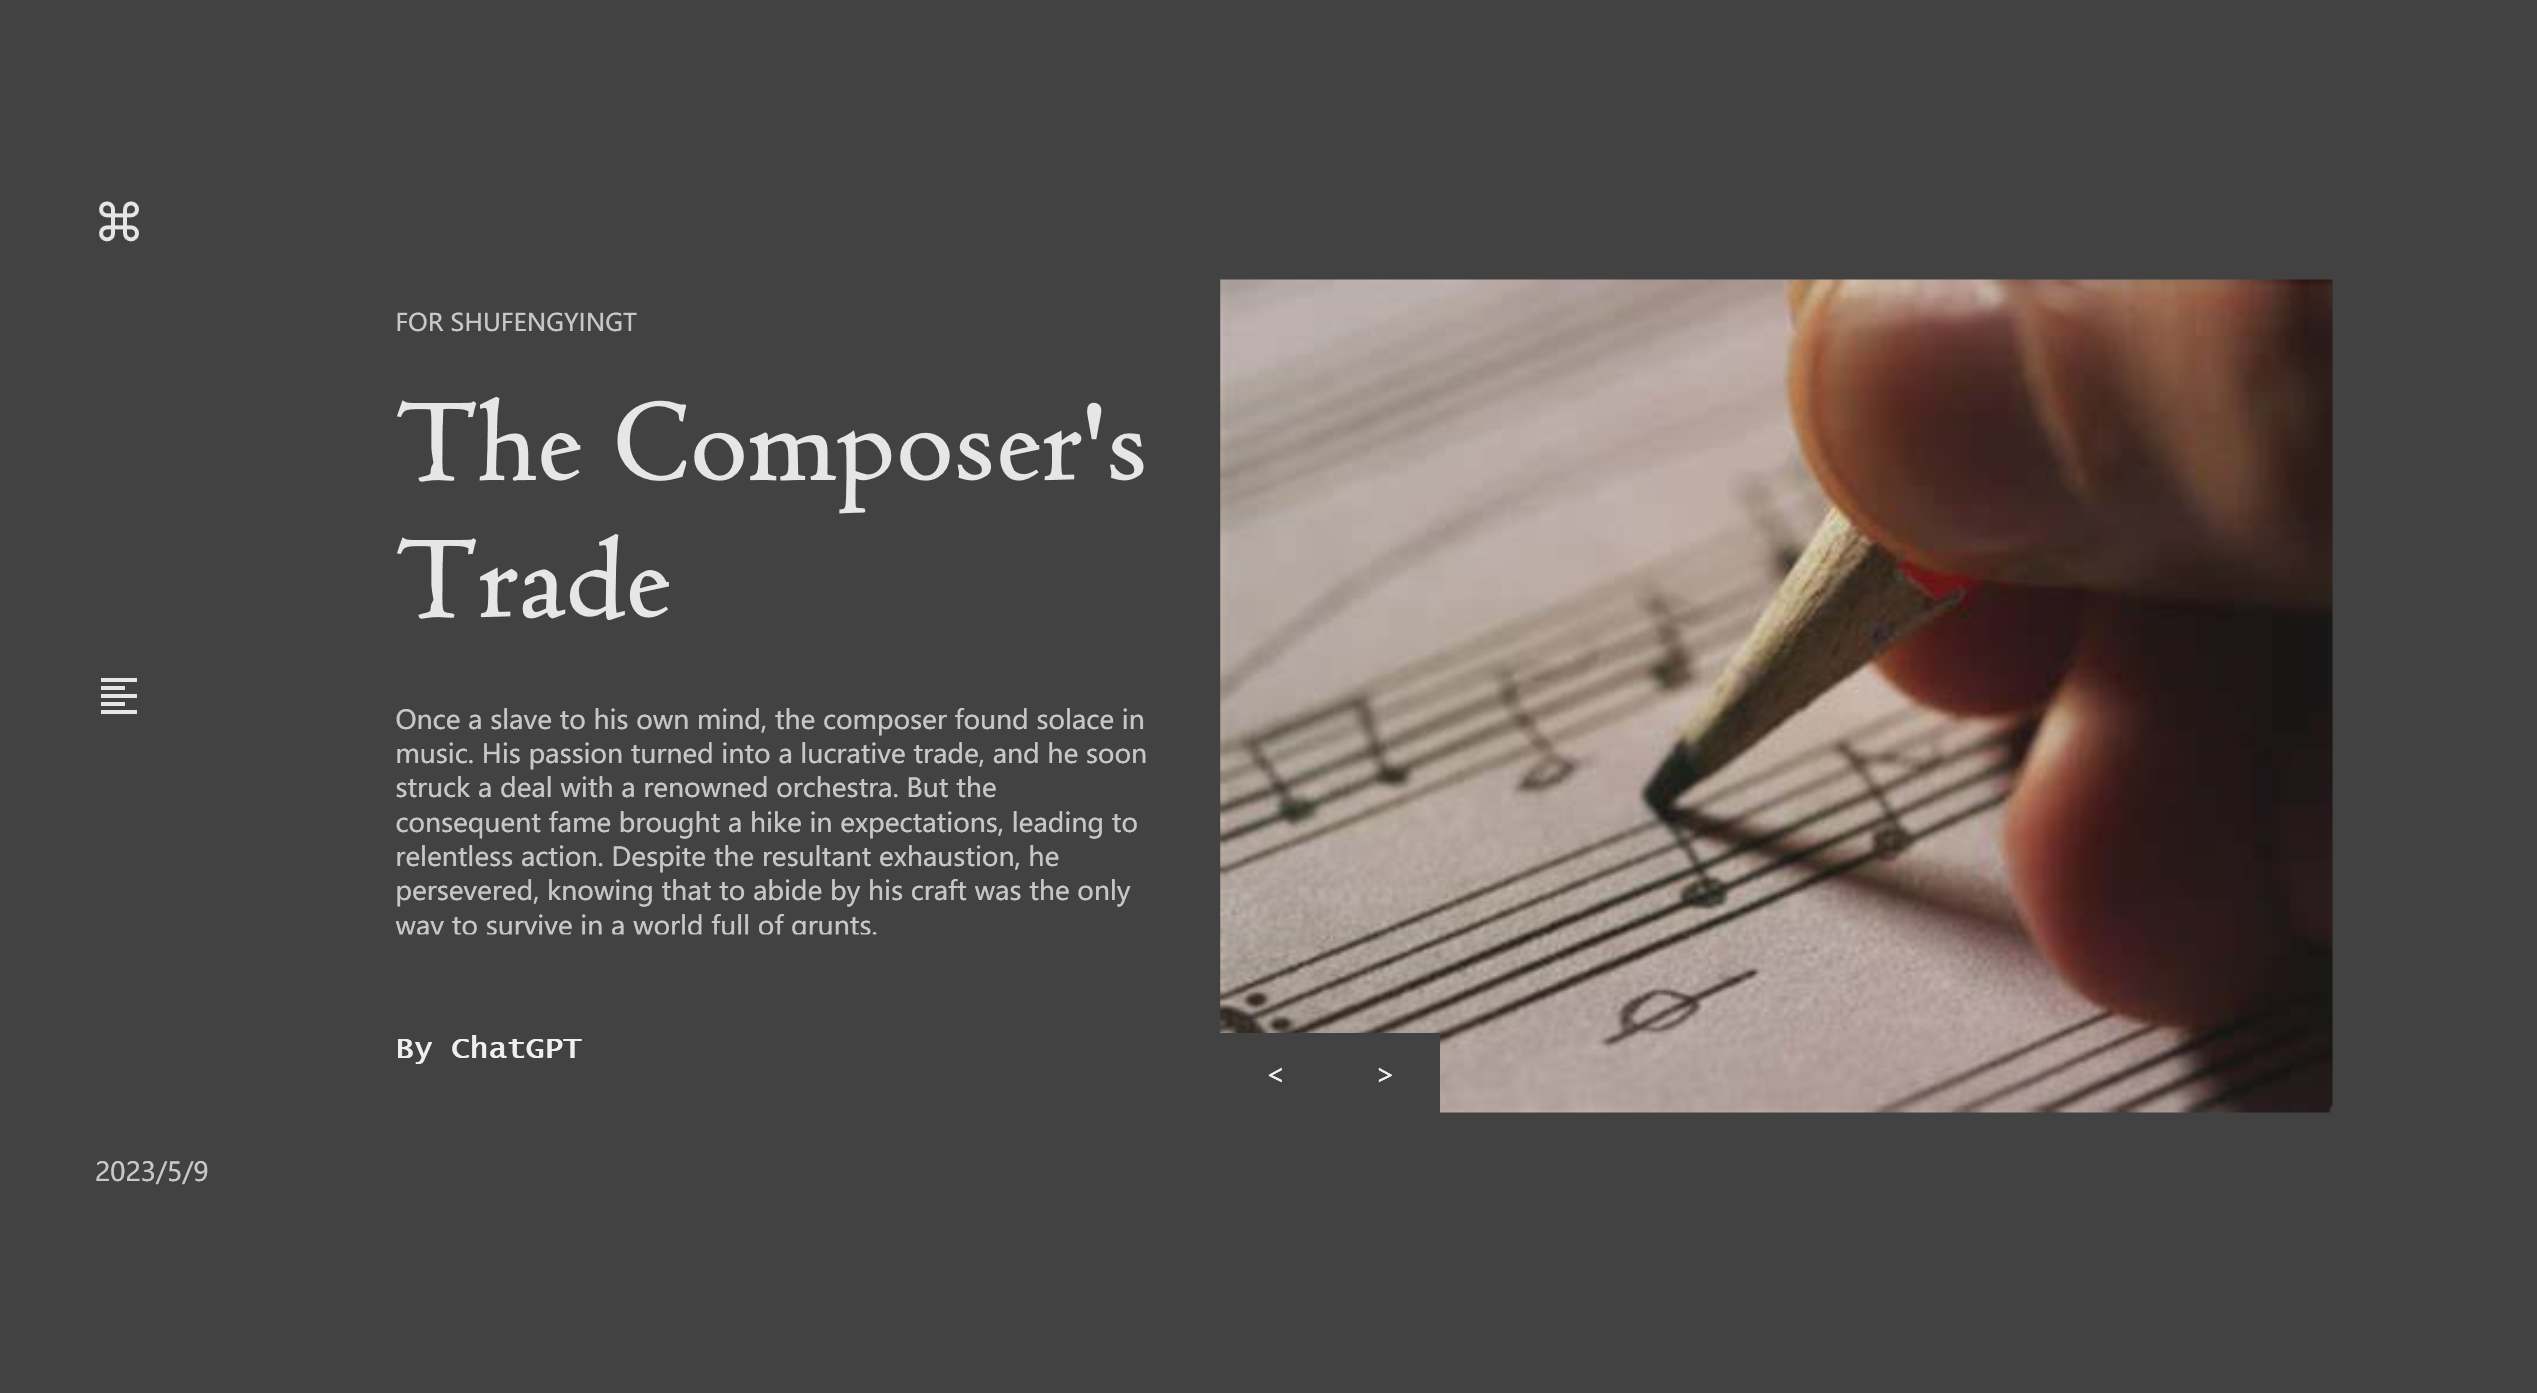 ⌘
FOR SHUFENGYINGT
The Composer's
Trade
Once a slave to his own mind, the composer found solace in
music. His passion turned into a lucrative trade, and he soon
struck a deal with a renowned orchestra. But the
consequent fame brought a hike in expectations, leading to
relentless action. Despite the resultant exhaustion, he
persevered, knowing that to abide by his craft was the only
way to survive in a world full of grunts.
By ChatGPT
< >
2023/5/9